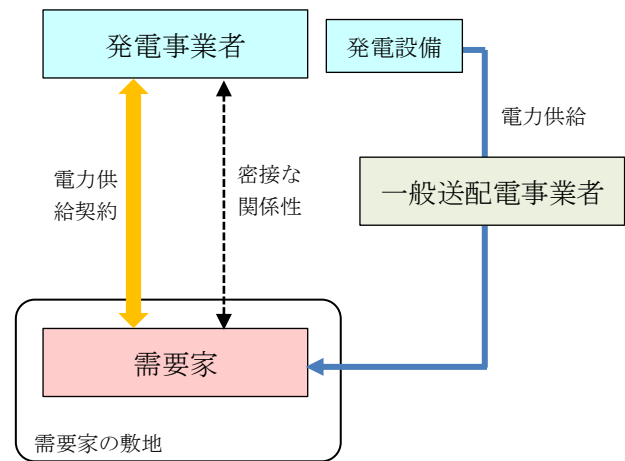 発電事業者
発電設備
電力供給
電力供
給契約
密接な
関係性
一般送配電事業者
需要家
需要家の敷地